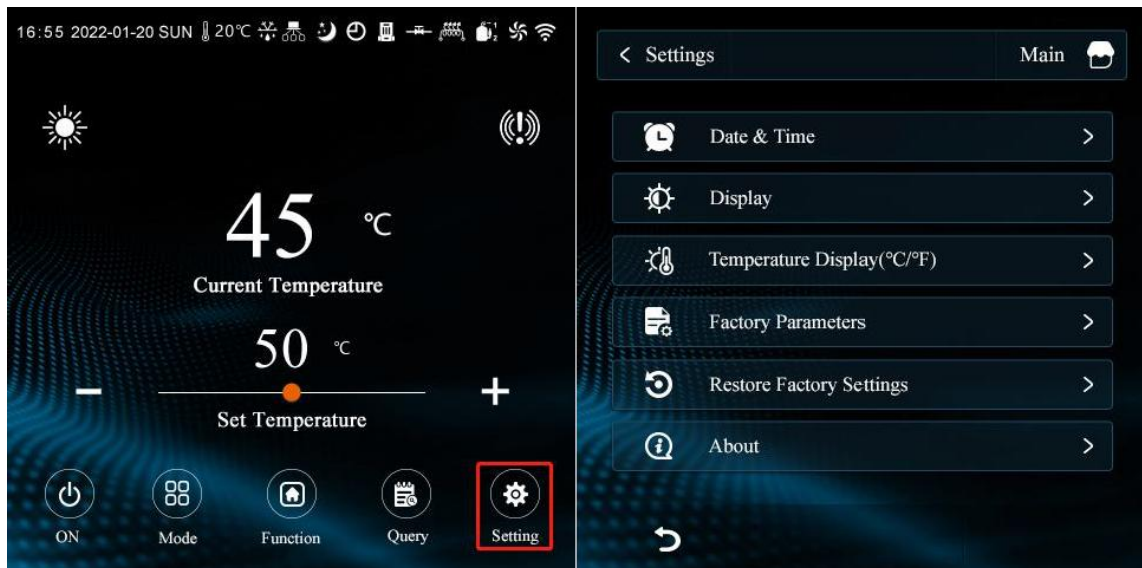 16:55 2022-01-20 SUN 20℃
45 ℃
Current Temperature
50 ℃
Set Temperature
ON
Mode
Function
Query
Setting
Settings
Main
Date & Time
Display
Temperature Display(°C/°F)
Factory Parameters
Restore Factory Settings
About